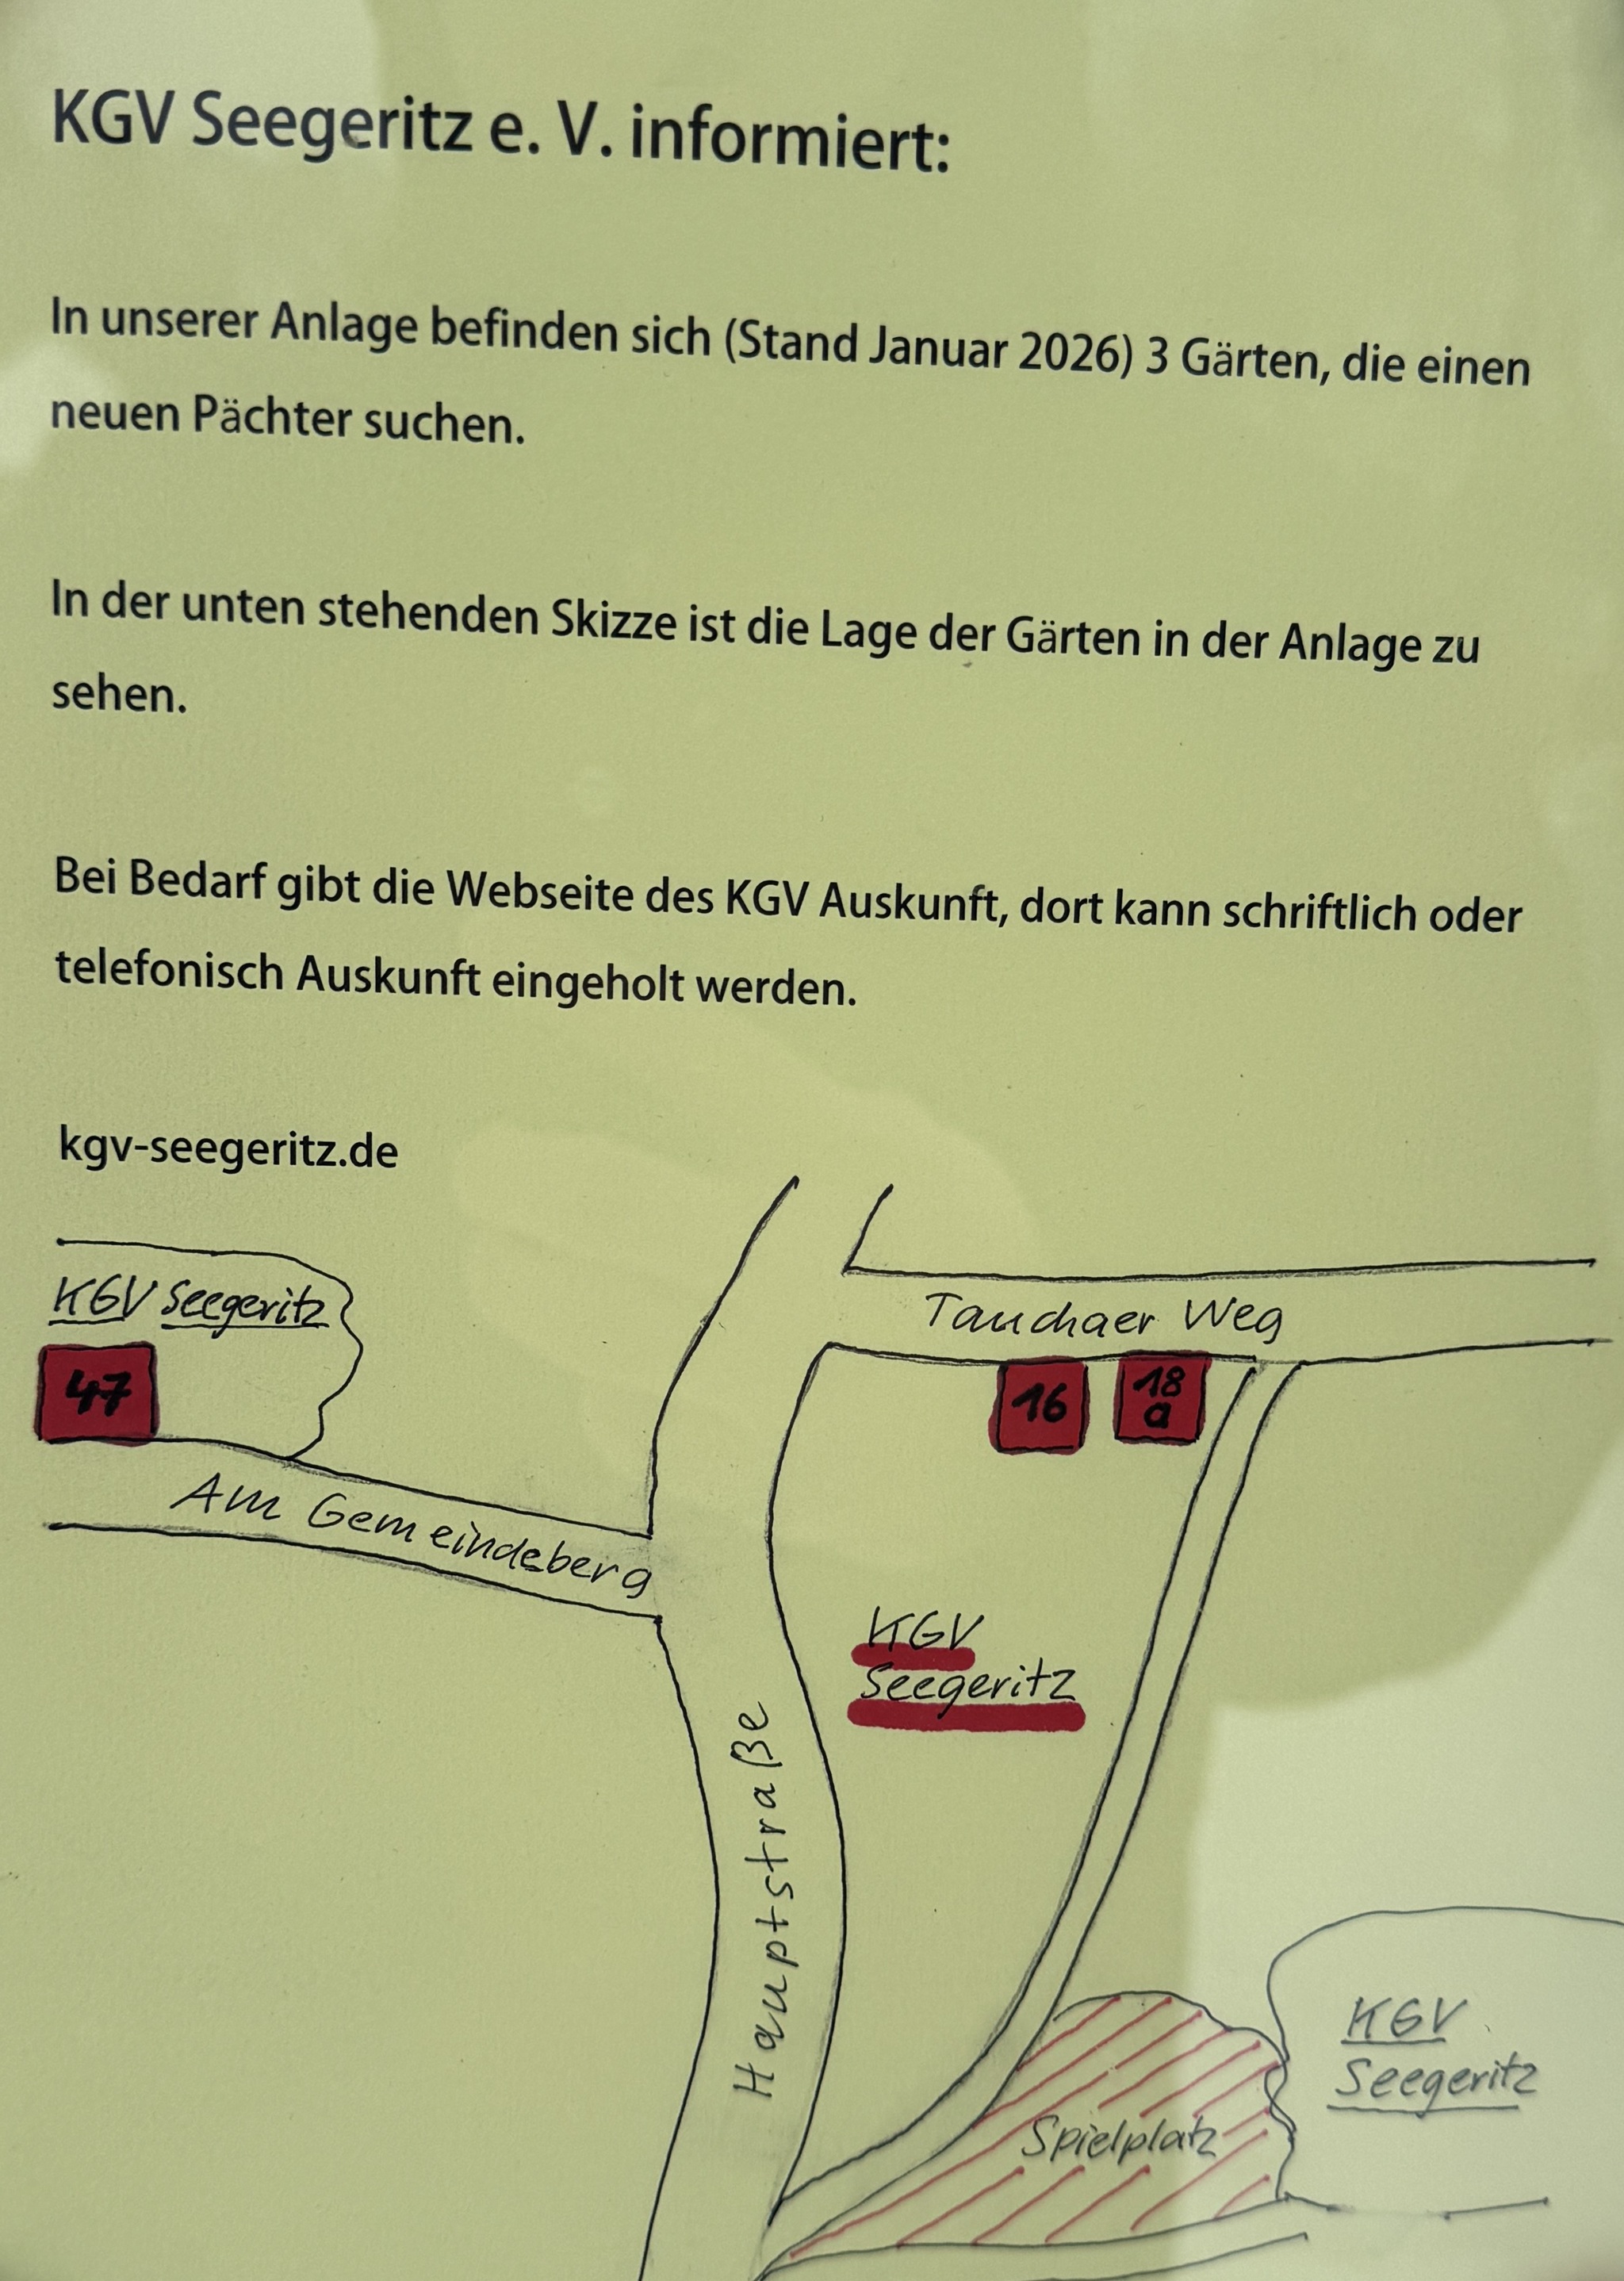 KGV Seegeritz e. V. informiert:
In unserer Anlage befinden sich (Stand Januar 2026) 3 Gärten, die einen
neuen Pächter suchen.
In der unten stehenden Skizze ist die Lage der Gärten in der Anlage zu
sehen.
Bei Bedarf gibt die Webseite des KGV Auskunft, dort kann schriftlich oder
telefonisch Auskunft eingeholt werden.
kgv-seegeritz.de
KGV Seegeritz
47
Am Gemeindeberg
Tauchaer Weg
16
18
a
KGV
Seegeritz
Hauptstraße
Spielplatz
KGV
Seegeritz